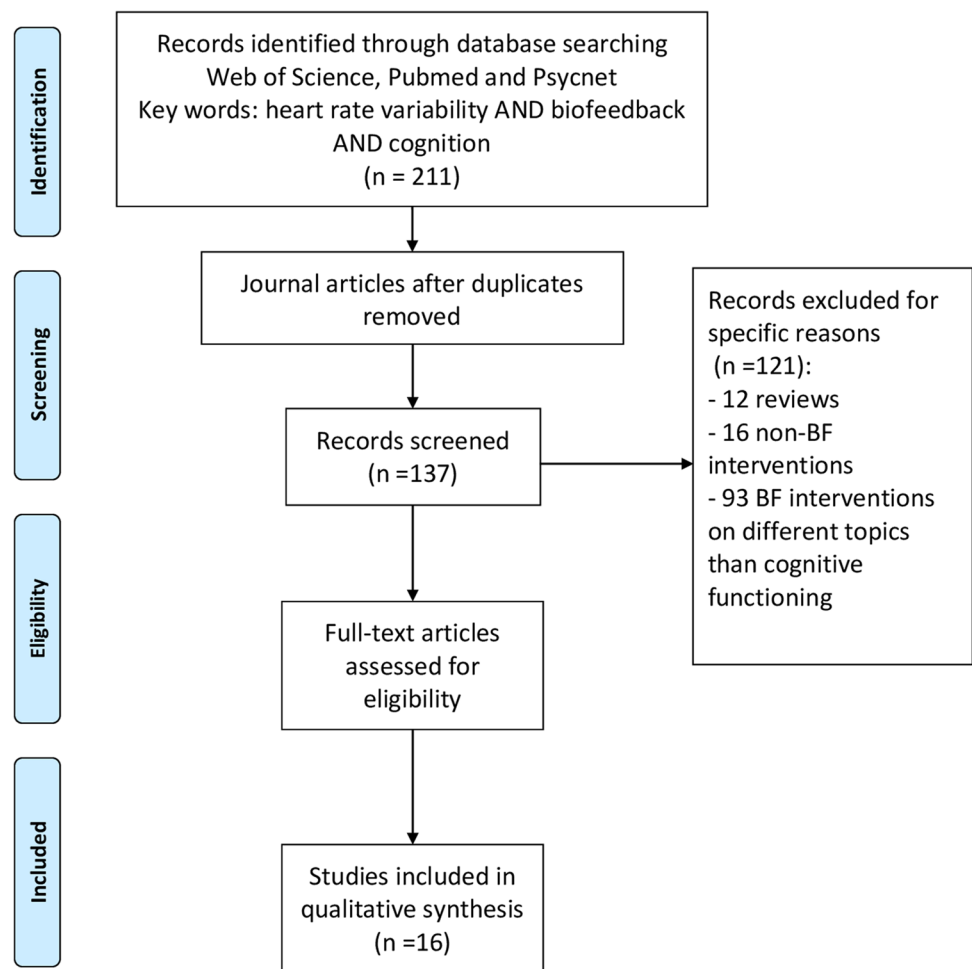 Identification
Records identified through database searching
Web of Science, Pubmed and Psycnet
Key words: heart rate variability AND biofeedback
AND cognition
(n = 211)
Screening
Journal articles after duplicates
removed
Records screened
(n =137)
Records excluded for
specific reasons
(n =121):
- 12 reviews
- 16 non-BF
interventions
- 93 BF interventions
on different topics
than cognitive
functioning
Eligibility
Full-text articles
assessed for
eligibility
Included
Studies included in
qualitative synthesis
(n =16)